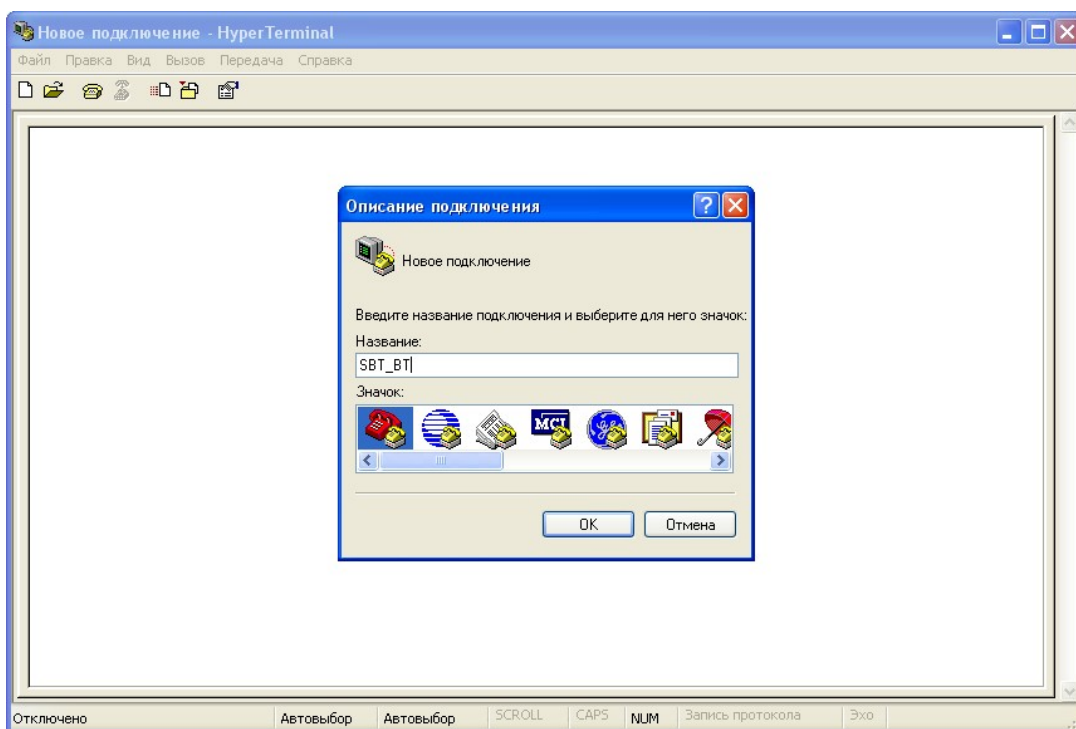 Новое подключение - HyperTerminal
Файл Правка Вид Вызов Передача Справка
Описание подключения
Новое подключение
Введите название подключения и выберите для него значок:
Название:
SBT_BT
Значок:
MCI
OK Отмена
Отключено Автовыбор Автовыбор SCROLL CAPS NUM Запись протокола Эхо